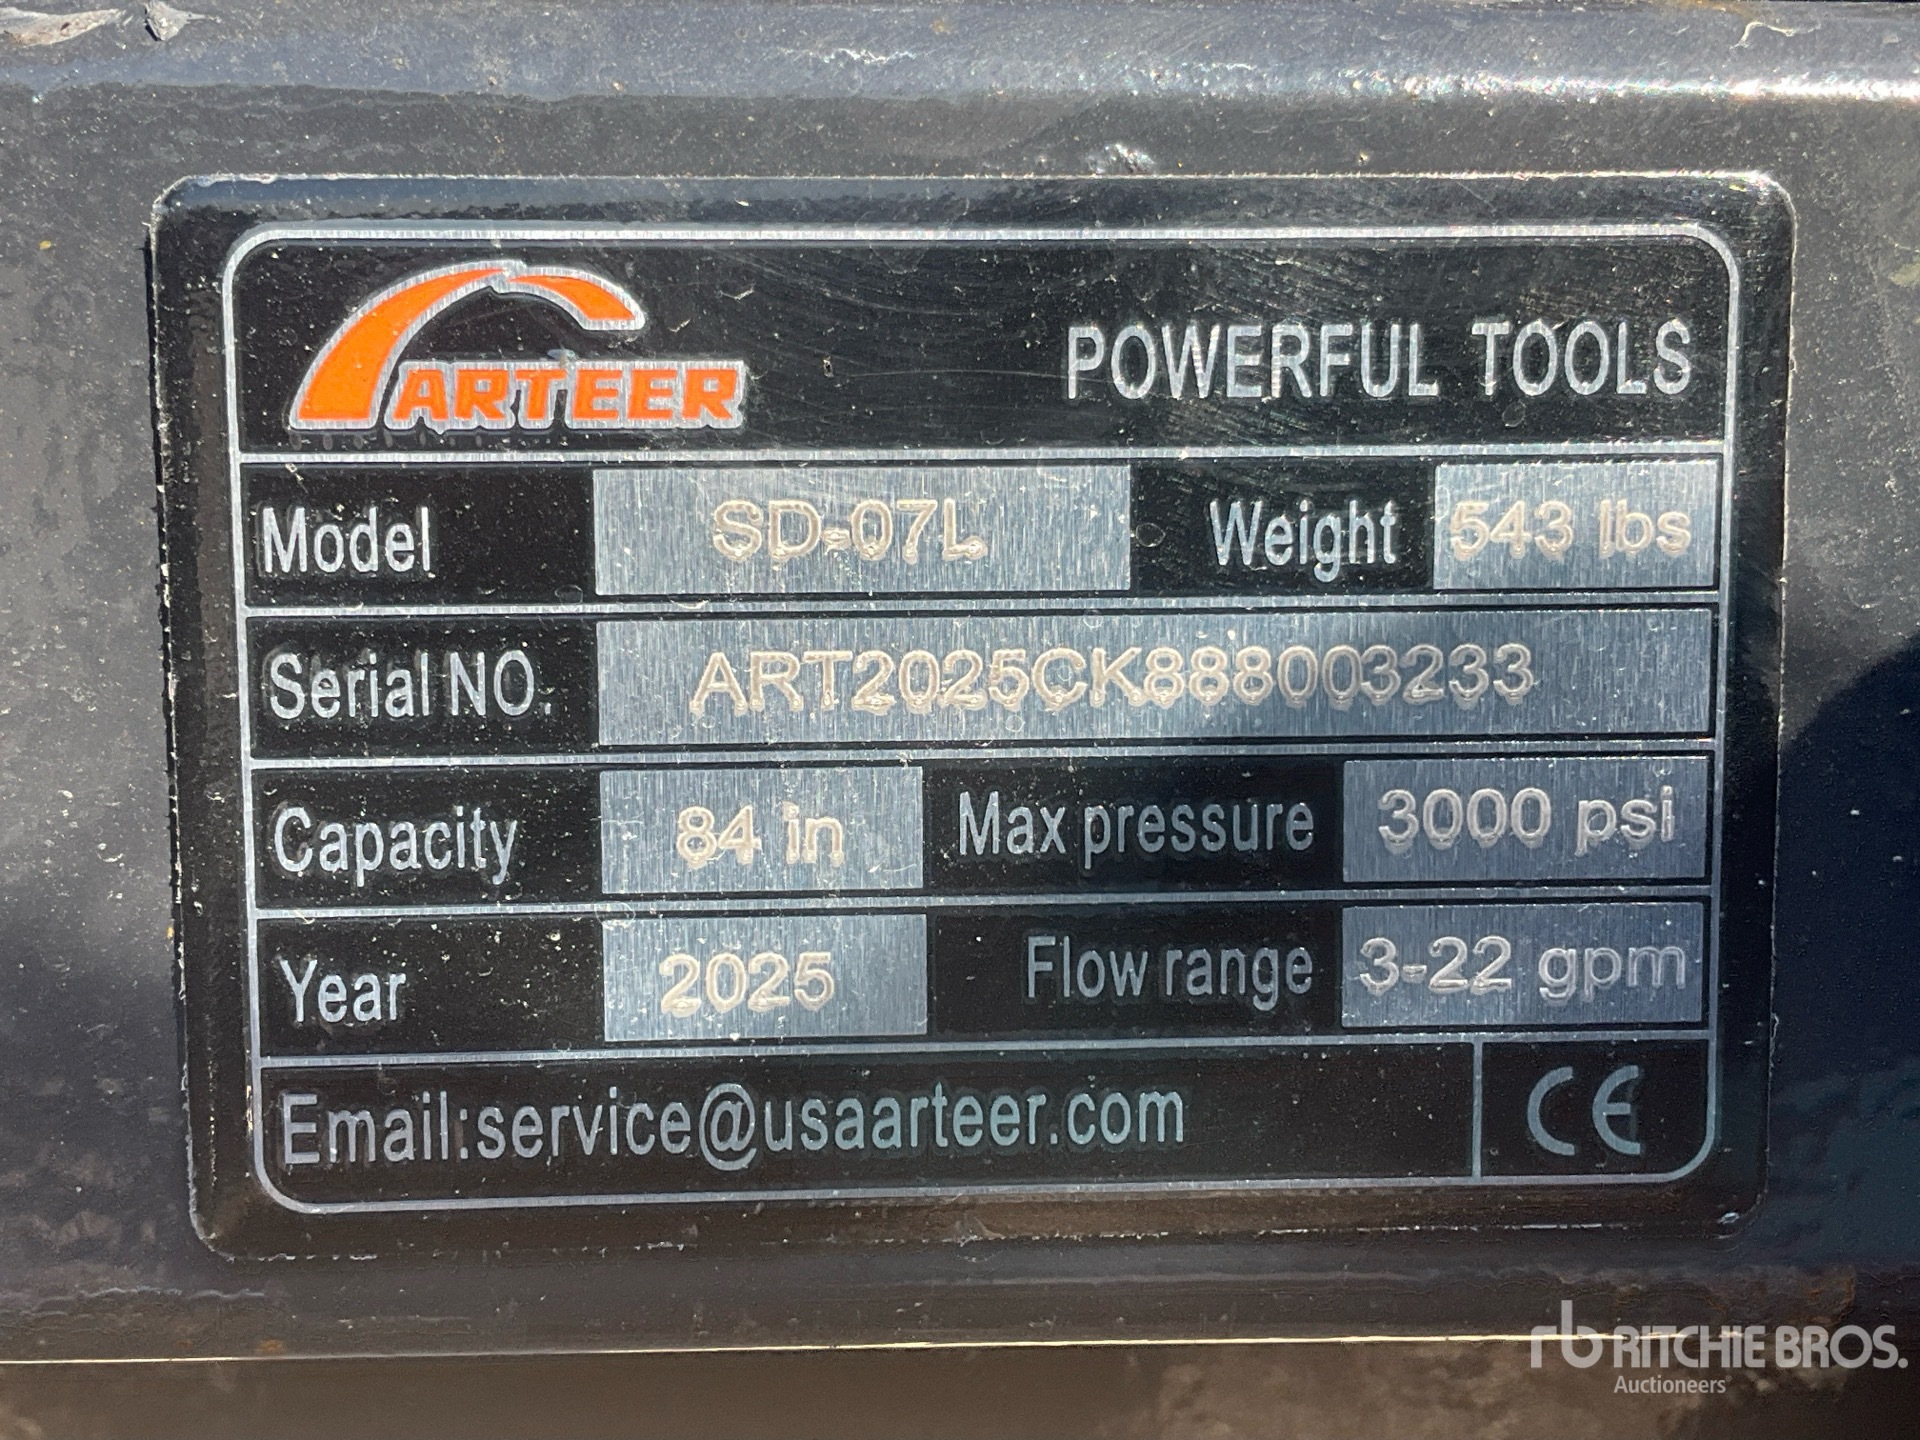 ARTEER
POWERFUL TOOLS
Model SD-07L Weight 543 lbs
Serial NO. ART2025CK888003233
Capacity 84 in Max pressure 3000 psi
Year 2025 Flow range 3-22 gpm
Email:service@usaarteer.com CE
rb RITCHIE BROS.
Auctioneers